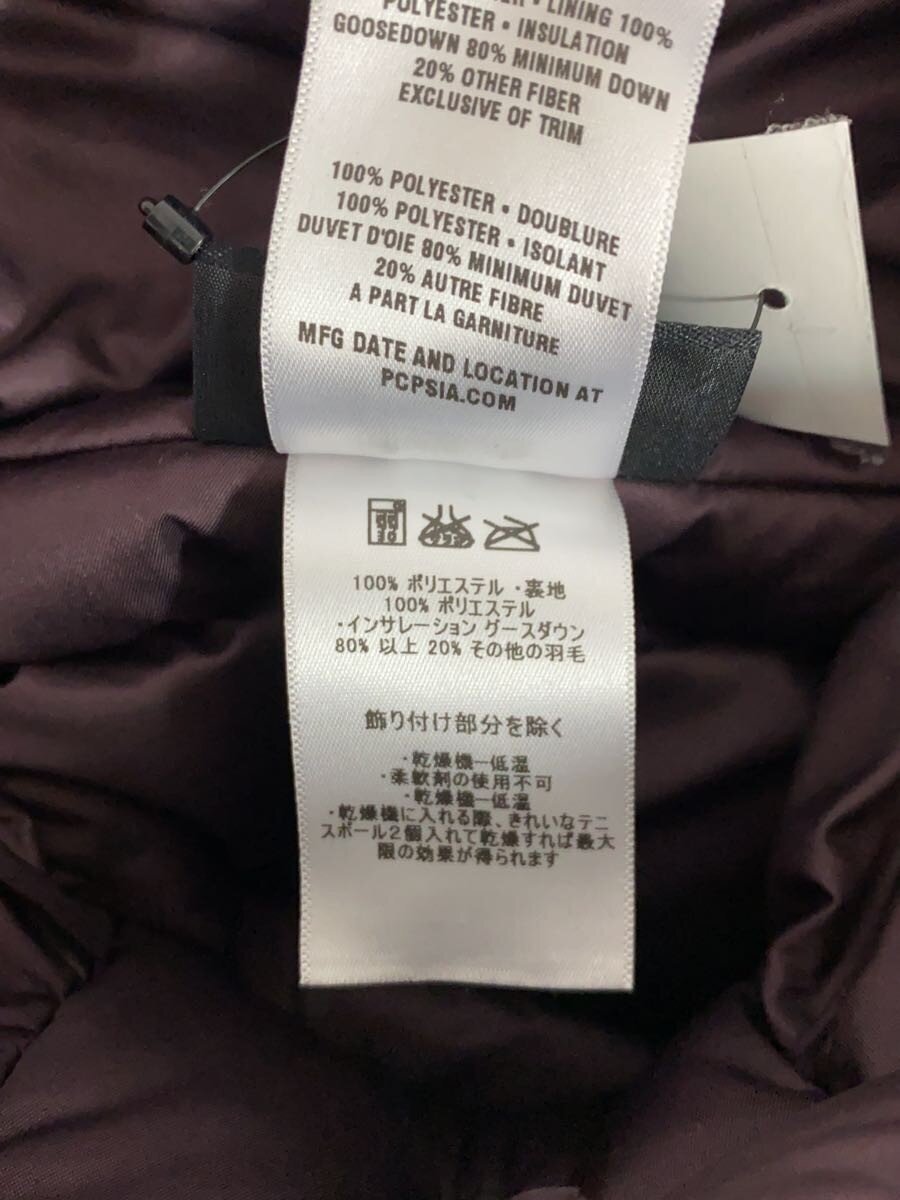 LINING 100%
POLYESTER • INSULATION
GOOSEDOWN 80% MINIMUM DOWN
20% OTHER FIBER
EXCLUSIVE OF TRIM
100% POLYESTER • DOUBLURE
100% POLYESTER • ISOLANT
DUVET D'OIE 80% MINIMUM DUVET
20% AUTRE FIBRE
A PART LA GARNITURE
MFG DATE AND LOCATION AT
PCPSIA.COM
100% ポリエステル ・裏地
100% ポリエステル
・インサレーション グースダウン
80% 以上 20% その他の羽毛
飾り付け部分を除く
・乾燥機ー低温
・柔軟剤の使用不可
・乾燥機ー低温
・乾燥機に入れる際、きれいなテニ
スボール2個入れて乾燥すれば最大
限の効果が得られます